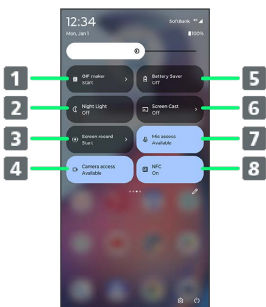 12:34
SoftBank 4G
Mon, Jan 1
100%
1
GIF maker
Start
5
Battery Saver
Off
2
Night Light
Off
6
Screen Cast
Off
3
Screen record
Start
7
Mic access
Available
4
Camera access
Available
8
NFC
On